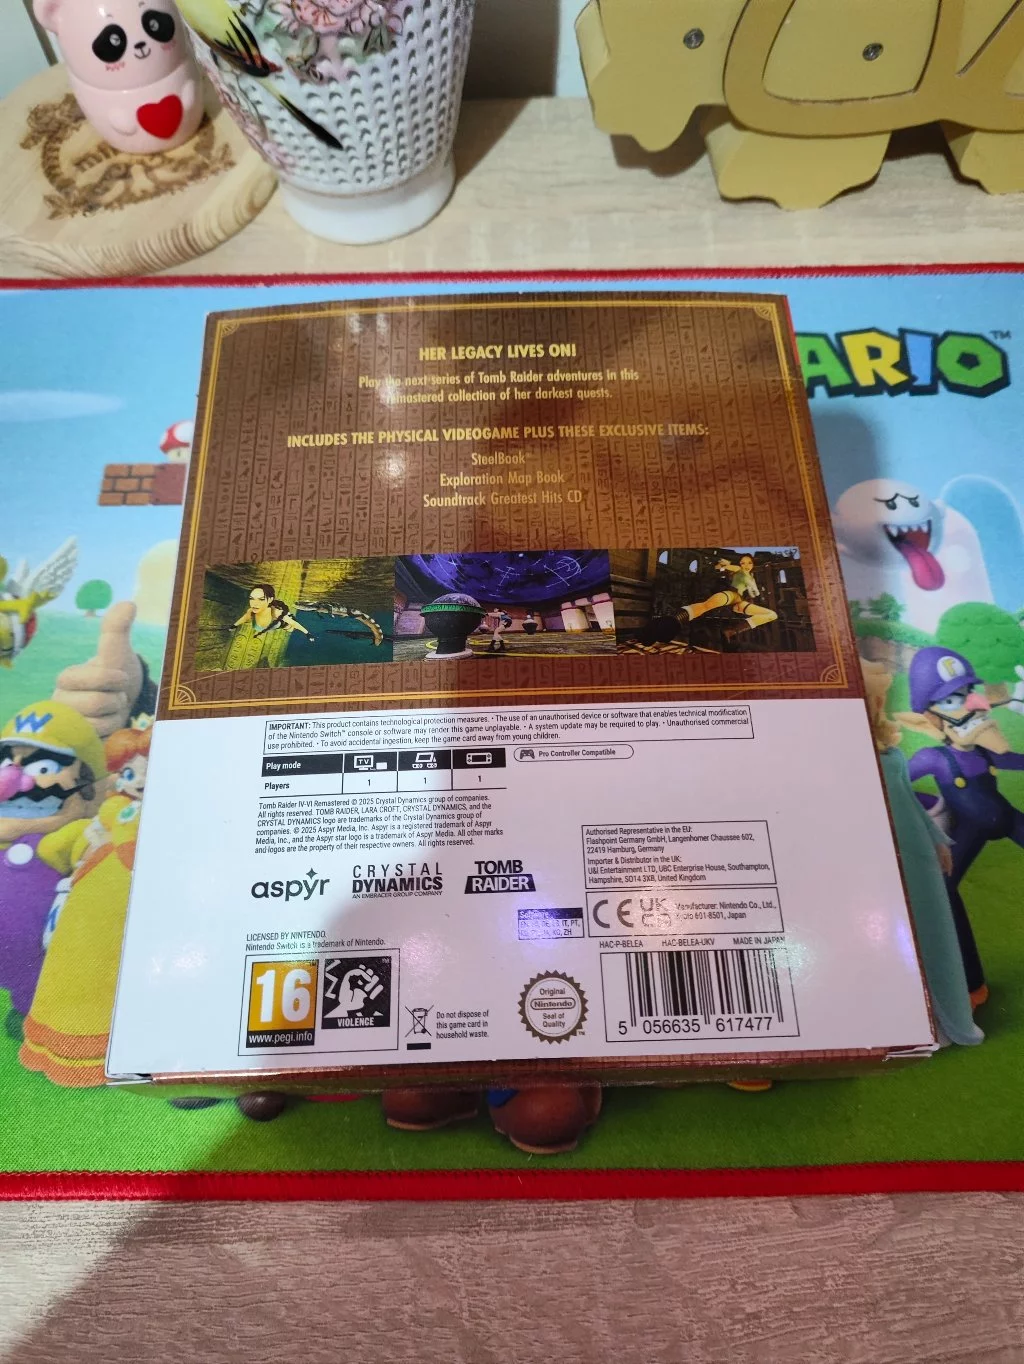 ARIO™
HER LEGACY LIVES ON!
Play the next series of Tomb Raider adventures in this
remastered collection of her darkest quests.
INCLUDES THE PHYSICAL VIDEOGAME PLUS THESE EXCLUSIVE ITEMS:
SteelBook™
Exploration Map Book
Soundtrack Greatest Hits CD
IMPORTANT: This product contains technological protection measures. • The use of an unauthorised device or software that enables technical modification
of the Nintendo Switch™ console or software may render this game unplayable. • A system update may be required to play. • Unauthorised commercial
use prohibited. • To avoid accidental ingestion, keep the game card away from young children.
Play mode TV
Players 1 1 1
Pro Controller Compatible
Tomb Raider IV-VI Remastered © 2025 Crystal Dynamics group of companies.
All rights reserved. TOMB RAIDER, LARA CROFT, CRYSTAL DYNAMICS, and the
CRYSTAL DYNAMICS logo are trademarks of the Crystal Dynamics group of
companies. © 2025 Aspyr Media, Inc. Aspyr is a registered trademark of Aspyr
Media, Inc., and the Aspyr star logo is a trademark of Aspyr Media. All other marks
and logos are the property of their respective owners. All rights reserved.
Authorised Representative in the EU:
Flashpoint Germany GmbH, Langenhorner Chaussee 602,
22419 Hamburg, Germany
Importer & Distributor in the UK:
U&I Entertainment LTD, UBC Enterprise House, Southampton,
Hampshire, SO14 3XB, United Kingdom
aspyr
CRYSTAL
DYNAMICS
AN EMBRACER GROUP COMPANY
TOMB
RAIDER
CE UK CA
Manufacturer: Nintendo Co., Ltd.,
Kyoto 601-8501, Japan
LICENSED BY NINTENDO.
Nintendo Switch is a trademark of Nintendo.
HAC-P-BELEA HAC-BELEA-UKV MADE IN JAPAN
16
www.pegi.info
VIOLENCE
Do not dispose of
this game card in
household waste.
Original
Nintendo
Seal of
Quality
5 056635 617477
W